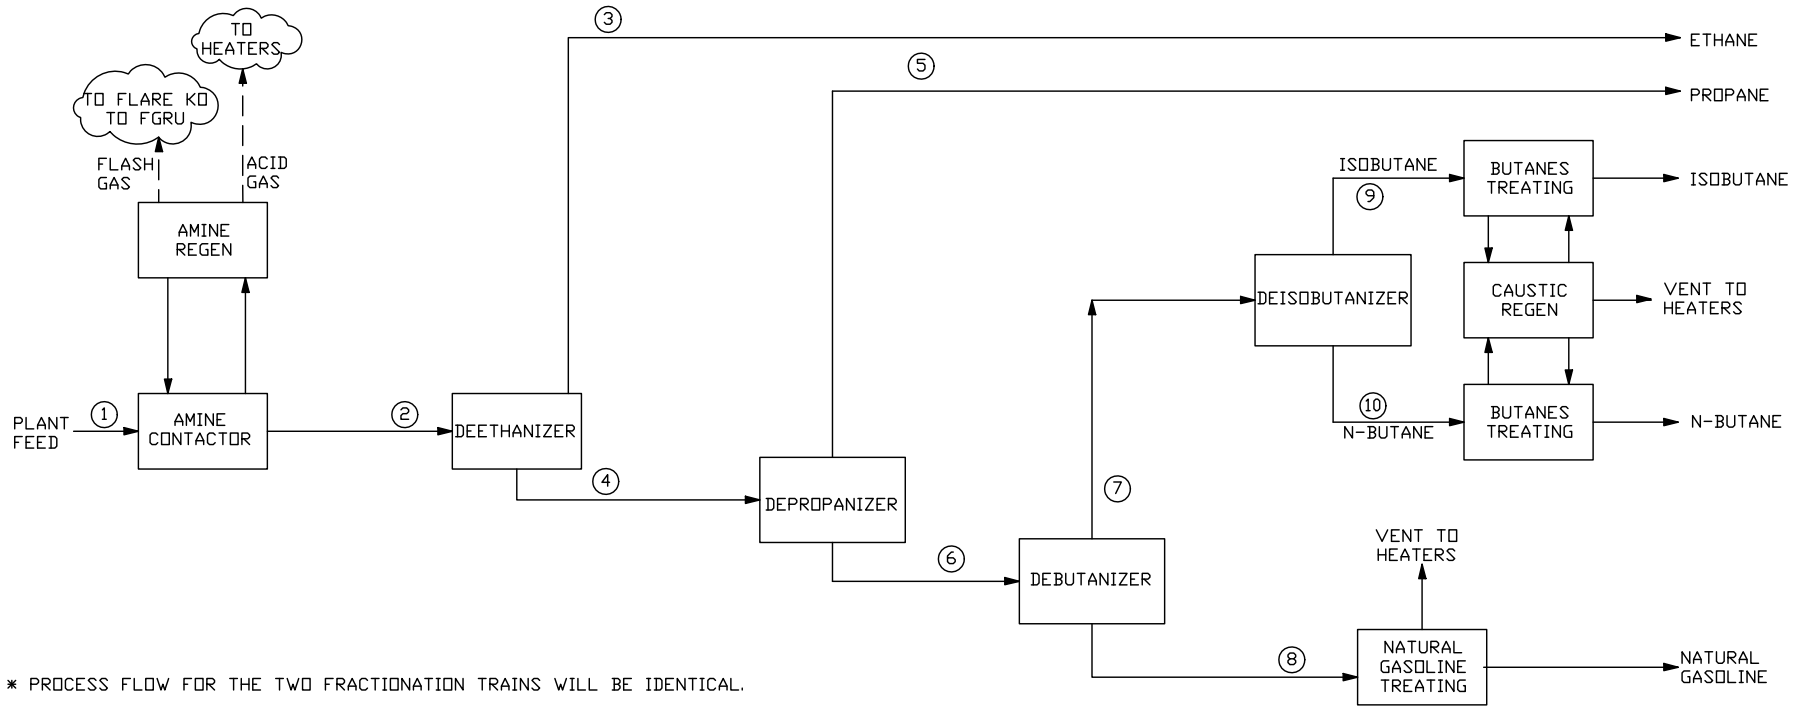 TO
HEATERS
3
ETHANE
5
TO FLARE KO
TO FGRU
PROPANE
FLASH
GAS
ACID
GAS
ISOBUTANE
9
BUTANES
TREATING
ISOBUTANE
AMINE
REGEN
DEISOBUTANIZER
CAUSTIC
REGEN
VENT TO
HEATERS
PLANT
FEED
1
AMINE
CONTACTOR
2
DEETHANIZER
10
N-BUTANE
BUTANES
TREATING
N-BUTANE
4
DEPROPANIZER
7
6
DEBUTANIZER
VENT TO
HEATERS
8
NATURAL
GASOLINE
TREATING
NATURAL
GASOLINE
* PROCESS FLOW FOR THE TWO FRACTIONATION TRAINS WILL BE IDENTICAL.